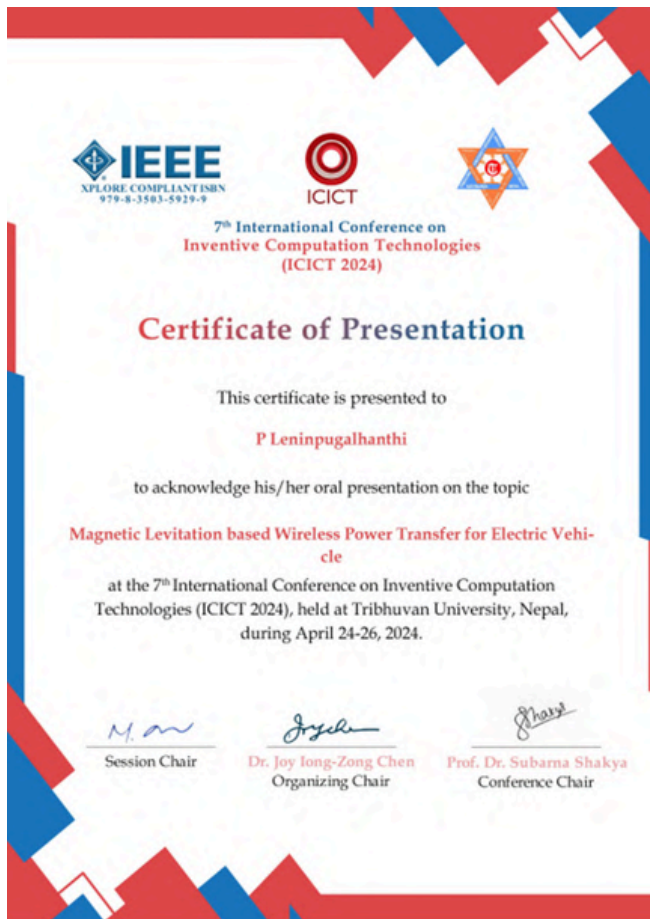 IEEE
XPLORE COMPLIANT ISBN
979-8-3503-5929-9
ICICT
7th International Conference on
Inventive Computation Technologies
(ICICT 2024)
Certificate of Presentation
This certificate is presented to
P Leninpugalhanthi
to acknowledge his/her oral presentation on the topic
Magnetic Levitation based Wireless Power Transfer for Electric Vehi-
cle
at the 7th International Conference on Inventive Computation
Technologies (ICICT 2024), held at Tribhuvan University, Nepal,
during April 24-26, 2024.
Session Chair
Dr. Joy Iong-Zong Chen
Organizing Chair
Prof. Dr. Subarna Shakya
Conference Chair